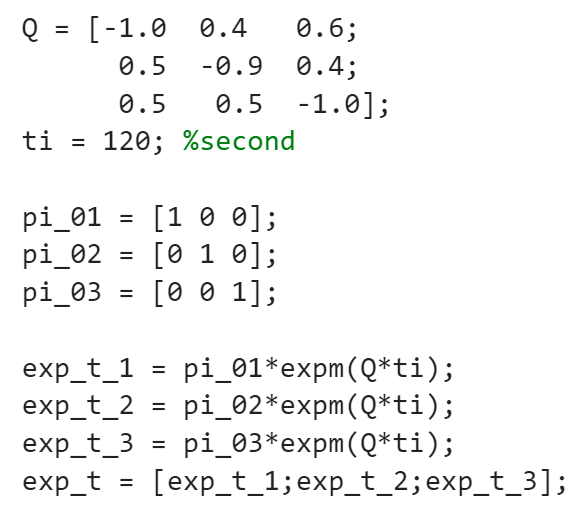 Q = [-1.0 0.4 0.6;
0.5 -0.9 0.4;
0.5 0.5 -1.0];
ti = 120; %second
pi_01 = [1 0 0];
pi_02 = [0 1 0];
pi_03 = [0 0 1];
exp_t_1 = pi_01*expm(Q*ti);
exp_t_2 = pi_02*expm(Q*ti);
exp_t_3 = pi_03*expm(Q*ti);
exp_t = [exp_t_1;exp_t_2;exp_t_3];